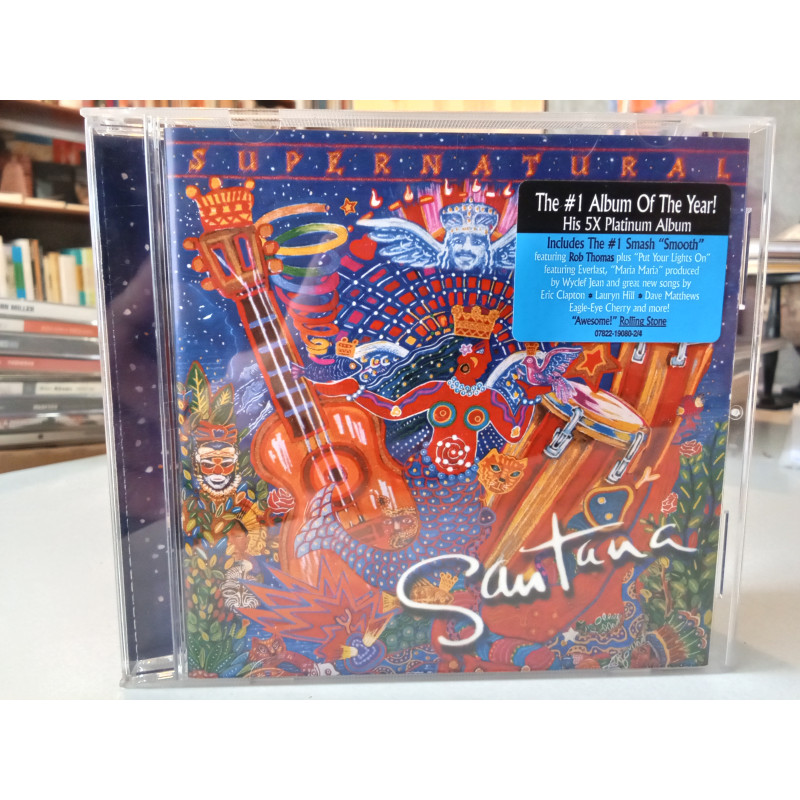 SUPERNATURAL
The #1 Album Of The Year!
His 5X Platinum Album
Includes The #1 Smash "Smooth"
featuring Rob Thomas plus "Put Your Lights On"
featuring Everlast, "Maria Maria" produced
by Wyclef Jean and great new songs by
Eric Clapton • Lauryn Hill • Dave Matthews
Eagle-Eye Cherry and more!
"Awesome!" Rolling Stone
07822-19080-2/4
Santana